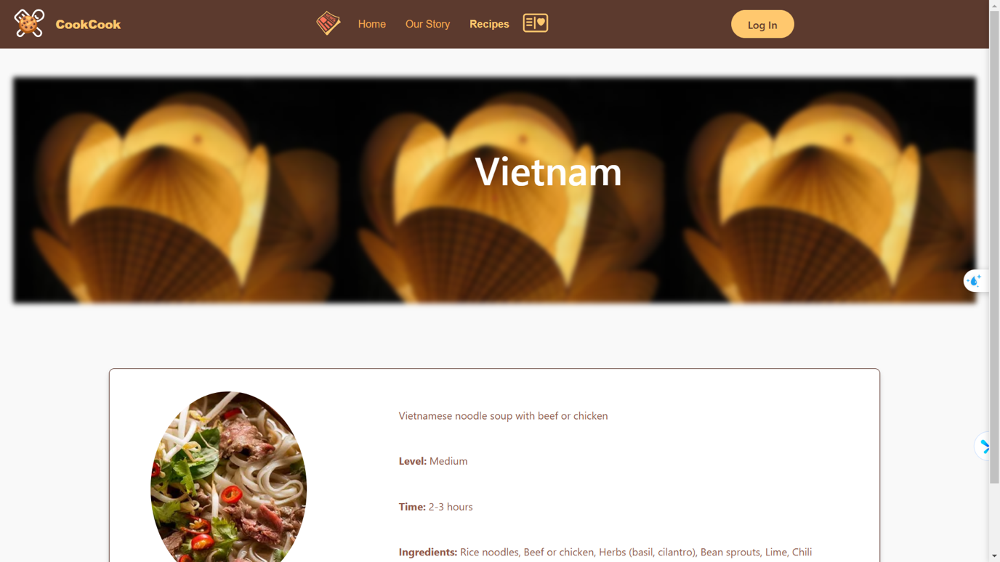 CookCook
Home
Our Story
Recipes
Log In
Vietnam
Vietnamese noodle soup with beef or chicken
Level: Medium
Time: 2-3 hours
Ingredients: Rice noodles, Beef or chicken, Herbs (basil, cilantro), Bean sprouts, Lime, Chili